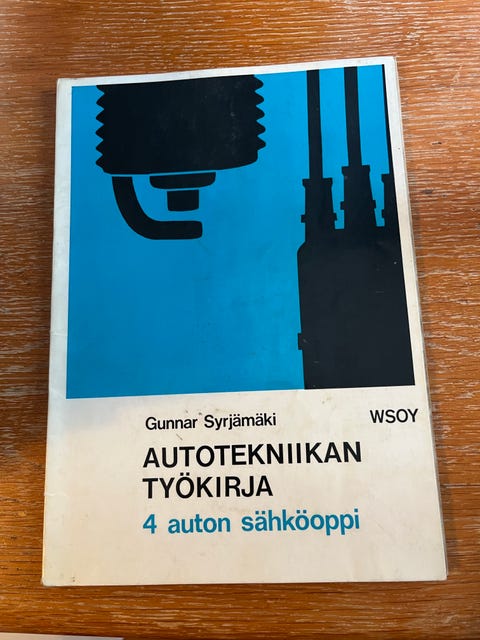 Gunnar Syrjämäki WSOY
AUTOTEKNIIKAN
TYÖKIRJA
4 auton sähköoppi